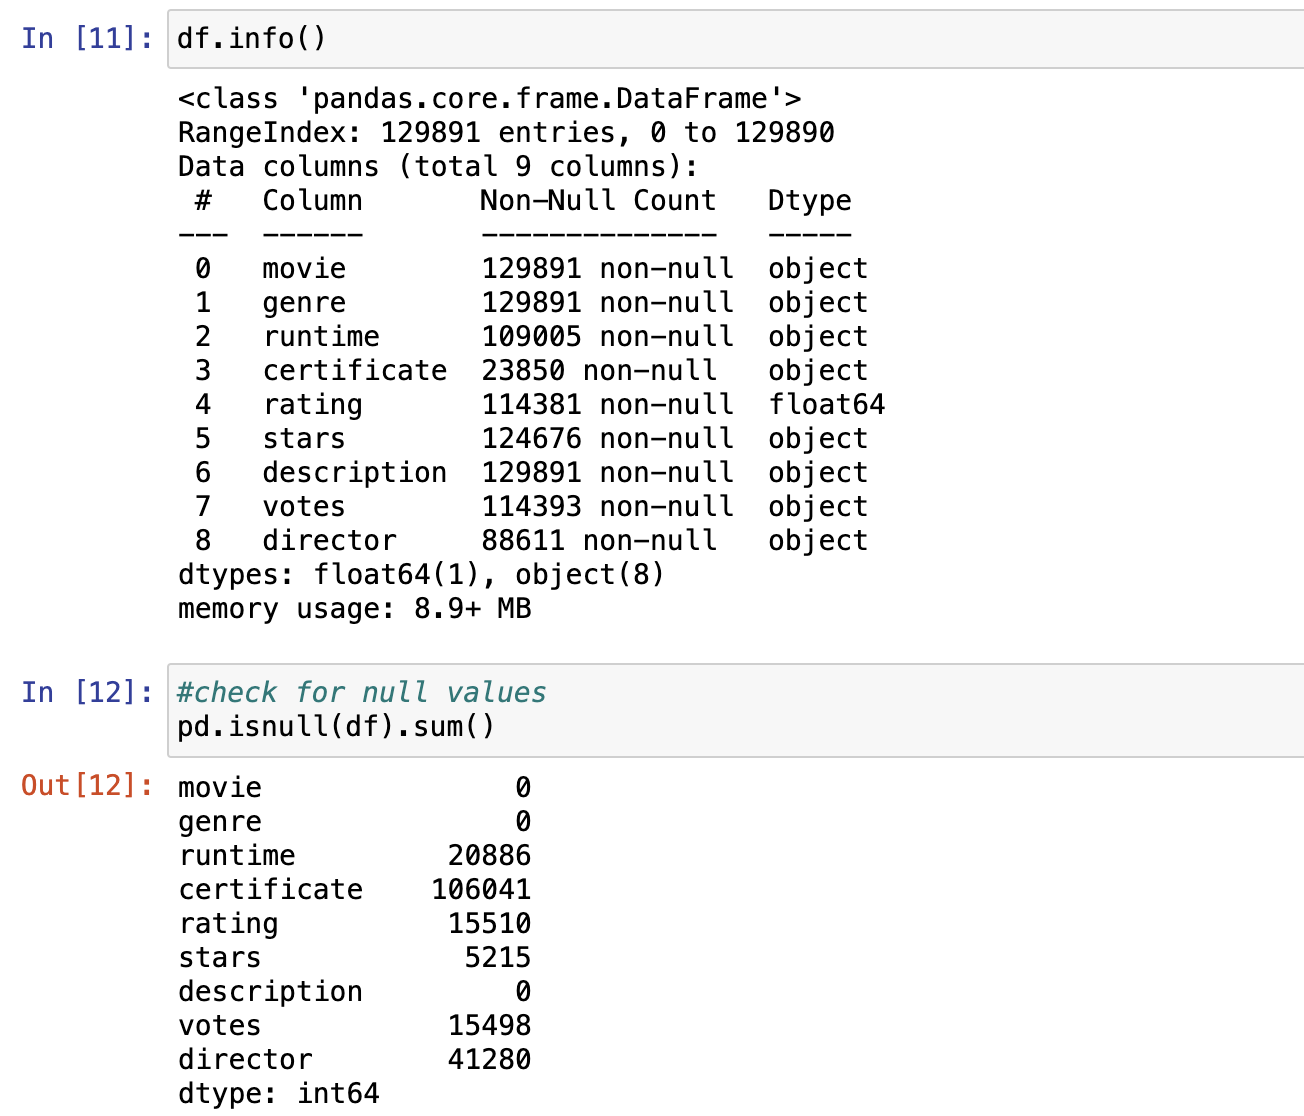 In [11]: df.info()
<class 'pandas.core.frame.DataFrame'>
RangeIndex: 129891 entries, 0 to 129890
Data columns (total 9 columns):
 #   Column       Non-Null Count   Dtype
---  ------       --------------   -----
 0   movie        129891 non-null  object
 1   genre        129891 non-null  object
 2   runtime      109005 non-null  object
 3   certificate  23850 non-null   object
 4   rating       114381 non-null  float64
 5   stars        124676 non-null  object
 6   description  129891 non-null  object
 7   votes        114393 non-null  object
 8   director     88611 non-null   object
dtypes: float64(1), object(8)
memory usage: 8.9+ MB
In [12]: #check for null values
pd.isnull(df).sum()
Out[12]: movie               0
genre               0
runtime         20886
certificate    106041
rating          15510
stars            5215
description         0
votes           15498
director        41280
dtype: int64